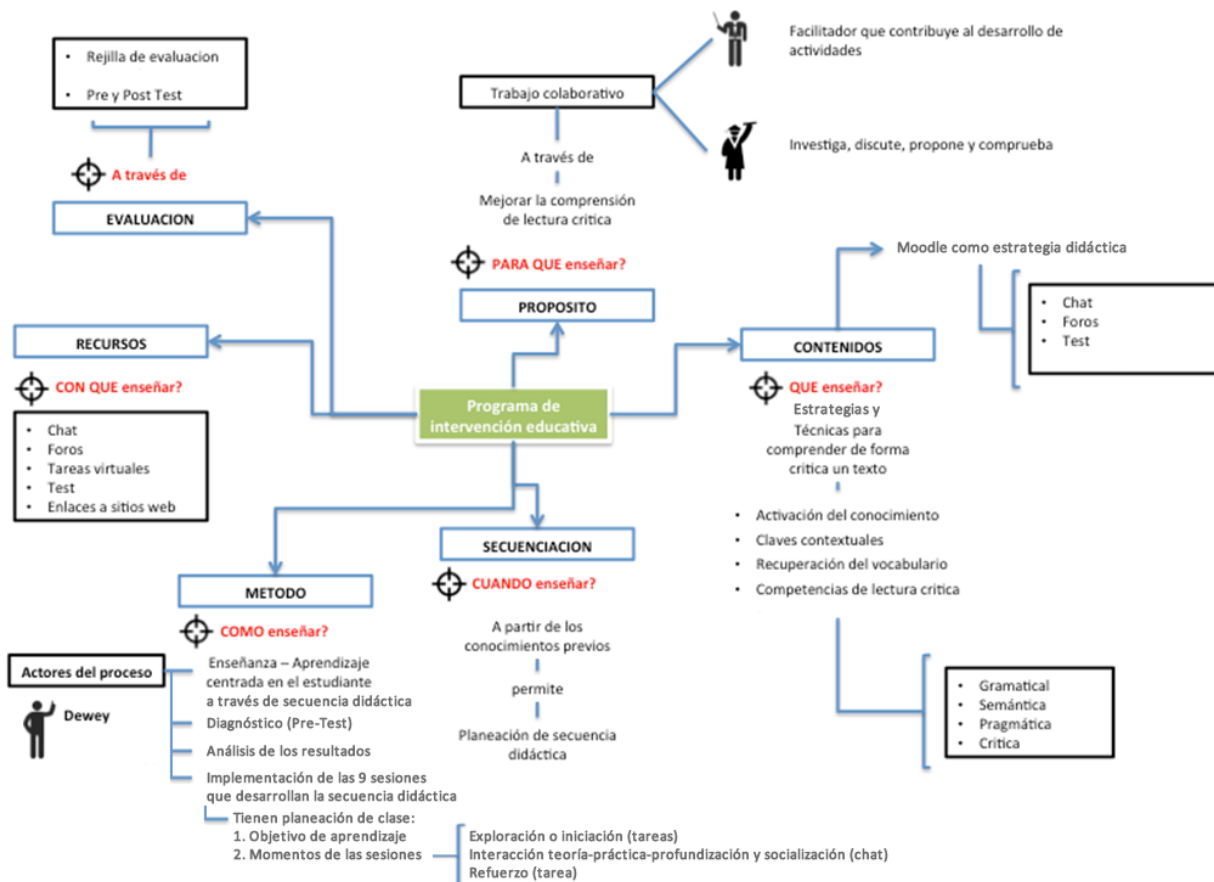 • Rejilla de evaluacion
• Pre y Post Test
A través de
EVALUACION
Facilitador que contribuye al desarrollo de
actividades
Trabajo colaborativo
Investiga, discute, propone y comprueba
A través de
Mejorar la comprensión
de lectura critica
PARA QUE enseñar?
PROPOSITO
Moodle como estrategia didáctica
• Chat
• Foros
• Test
RECURSOS
CON QUE enseñar?
• Chat
• Foros
• Tareas virtuales
• Test
• Enlaces a sitios web
Programa de
intervención educativa
CONTENIDOS
QUE enseñar?
Estrategias y
Técnicas para
comprender de forma
critica un texto
• Activación del conocimiento
• Claves contextuales
• Recuperación del vocabulario
• Competencias de lectura critica
• Gramatical
• Semántica
• Pragmática
• Critica
SECUENCIACION
CUANDO enseñar?
A partir de los
conocimientos previos
permite
Planeación de secuencia
didáctica
METODO
COMO enseñar?
Actores del proceso
Dewey
Enseñanza – Aprendizaje
centrada en el estudiante
a través de secuencia didáctica
Diagnóstico (Pre-Test)
Análisis de los resultados
Implementación de las 9 sesiones
que desarrollan la secuencia didáctica
Tienen planeación de clase:
1. Objetivo de aprendizaje
2. Momentos de las sesiones
Exploración o iniciación (tareas)
Interacción teoría-práctica-profundización y socialización (chat)
Refuerzo (tarea)